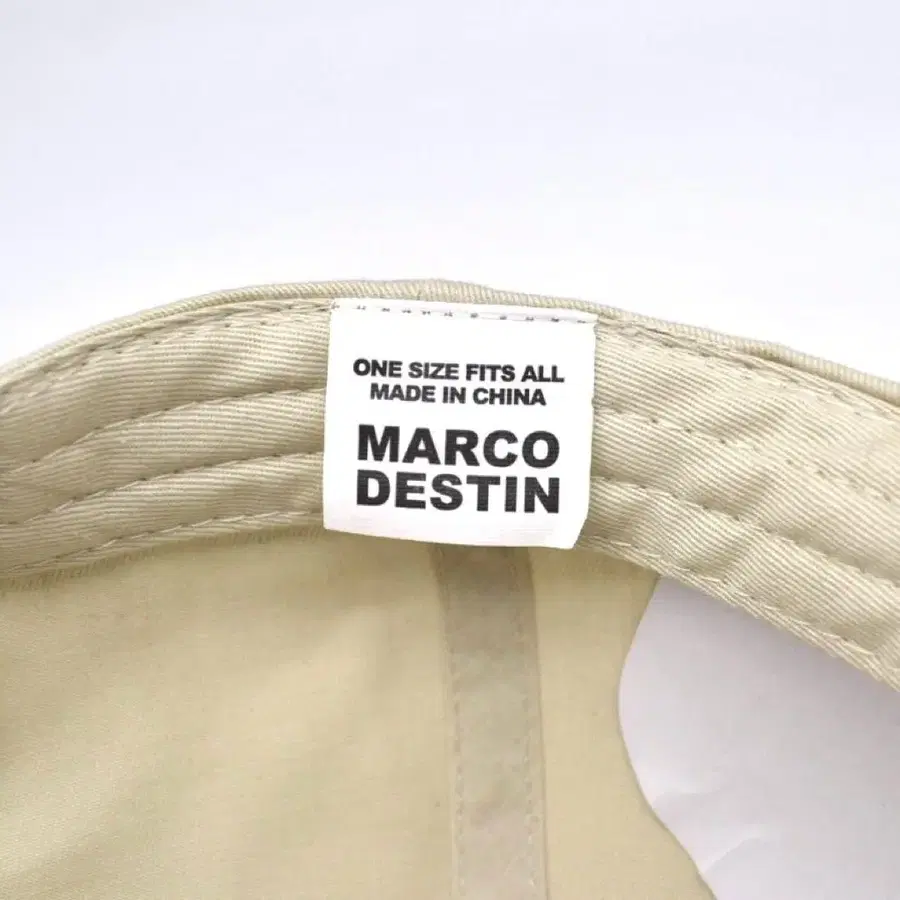 ONE SIZE FITS ALL
MADE IN CHINA
MARCO
DESTIN